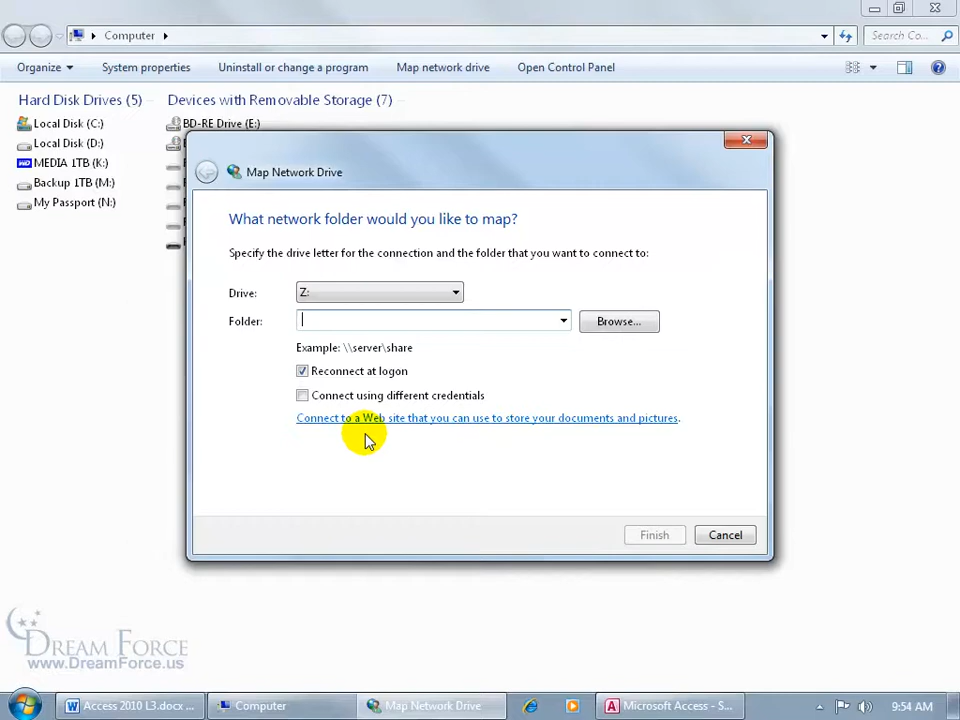 Computer
Search Co...
Organize
System properties
Uninstall or change a program
Map network drive
Open Control Panel
Hard Disk Drives (5)
Devices with Removable Storage (7)
Local Disk (C:)
BD-RE Drive (E:)
Local Disk (D:)
MEDIA 1TB (K:)
Backup 1TB (M:)
My Passport (N:)
Map Network Drive
What network folder would you like to map?
Specify the drive letter for the connection and the folder that you want to connect to:
Drive:
Z:
Folder:
Browse...
Example: \\server\share
Reconnect at logon
Connect using different credentials
Connect to a Web site that you can use to store your documents and pictures.
Finish
Cancel
DREAM FORCE
www.DreamForce.us
Access 2010 L3.docx ...
Computer
Map Network Drive
Microsoft Access - S...
9:54 AM